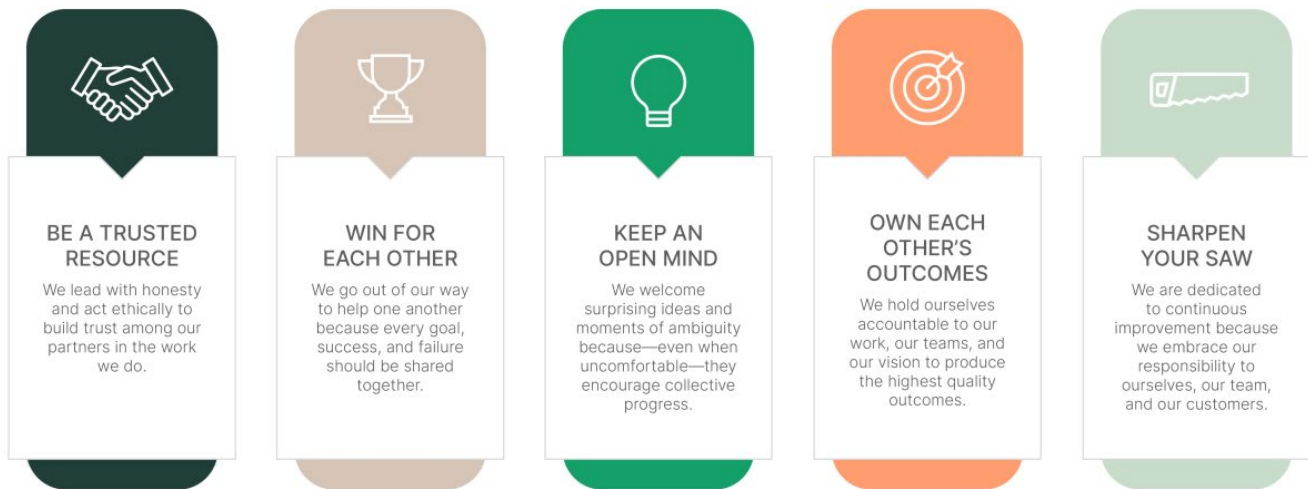 BE A TRUSTED
RESOURCE
We lead with honesty
and act ethically to
build trust among our
partners in the work
we do.
WIN FOR
EACH OTHER
We go out of our way
to help one another
because every goal,
success, and failure
should be shared
together.
KEEP AN
OPEN MIND
We welcome
surprising ideas and
moments of ambiguity
because—even when
uncomfortable—they
encourage collective
progress.
OWN EACH
OTHER’S
OUTCOMES
We hold ourselves
accountable to our
work, our teams, and
our vision to produce
the highest quality
outcomes.
SHARPEN
YOUR SAW
We are dedicated
to continuous
improvement because
we embrace our
responsibility to
ourselves, our team,
and our customers.